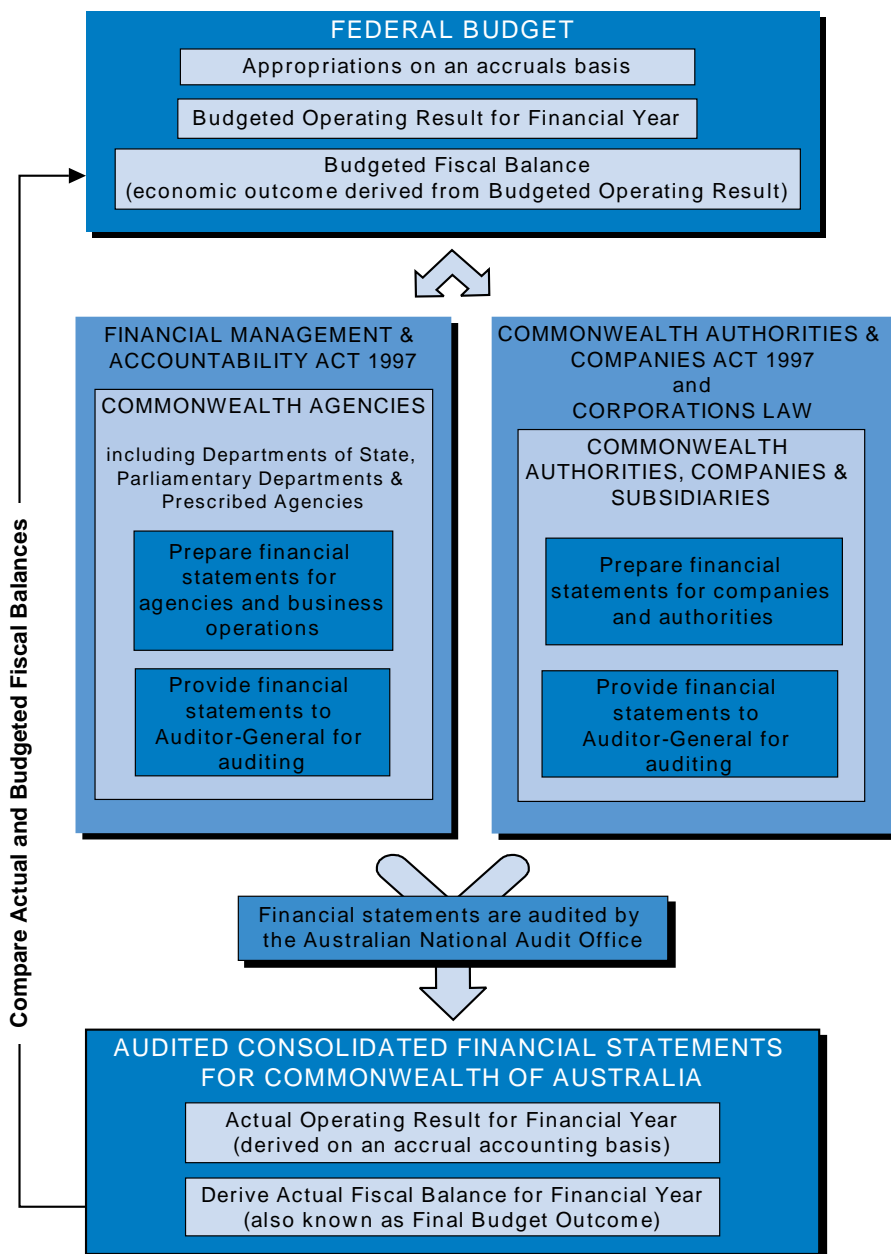 FEDERAL BUDGET
Appropriations on an accruals basis
Budgeted Operating Result for Financial Year
Budgeted Fiscal Balance
(economic outcome derived from Budgeted Operating Result)
FINANCIAL MANAGEMENT &
ACCOUNTABILITY ACT 1997
COMMONWEALTH AGENCIES
including Departments of State,
Parliamentary Departments &
Prescribed Agencies
Prepare financial
statements for
agencies and business
operations
Provide financial
statements to
Auditor-General for
auditing
COMMONWEALTH AUTHORITIES &
COMPANIES ACT 1997
and
CORPORATIONS LAW
COMMONWEALTH
AUTHORITIES, COMPANIES &
SUBSIDIARIES
Prepare financial
statements for companies
and authorities
Provide financial
statements to
Auditor-General for
auditing
Compare Actual and Budgeted Fiscal Balances
Financial statements are audited by
the Australian National Audit Office
AUDITED CONSOLIDATED FINANCIAL STATEMENTS
FOR COMMONWEALTH OF AUSTRALIA
Actual Operating Result for Financial Year
(derived on an accrual accounting basis)
Derive Actual Fiscal Balance for Financial Year
(also known as Final Budget Outcome)